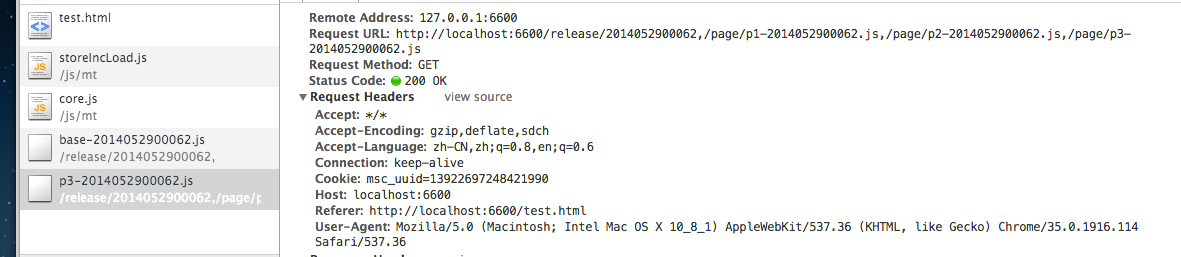 test.html
storeIncLoad.js
/js/mt
core.js
/js/mt
base-2014052900062.js
/release/2014052900062,
p3-2014052900062.js
/release/2014052900062,/page/p
Remote Address: 127.0.0.1:6600
Request URL: http://localhost:6600/release/2014052900062,/page/p1-2014052900062.js,/page/p2-2014052900062.js,/page/p3-
2014052900062.js
Request Method: GET
Status Code: 200 OK
Request Headers view source
Accept: */*
Accept-Encoding: gzip,deflate,sdch
Accept-Language: zh-CN,zh;q=0.8,en;q=0.6
Connection: keep-alive
Cookie: msc_uuid=13922697248421990
Host: localhost:6600
Referer: http://localhost:6600/test.html
User-Agent: Mozilla/5.0 (Macintosh; Intel Mac OS X 10_8_1) AppleWebKit/537.36 (KHTML, like Gecko) Chrome/35.0.1916.114
Safari/537.36